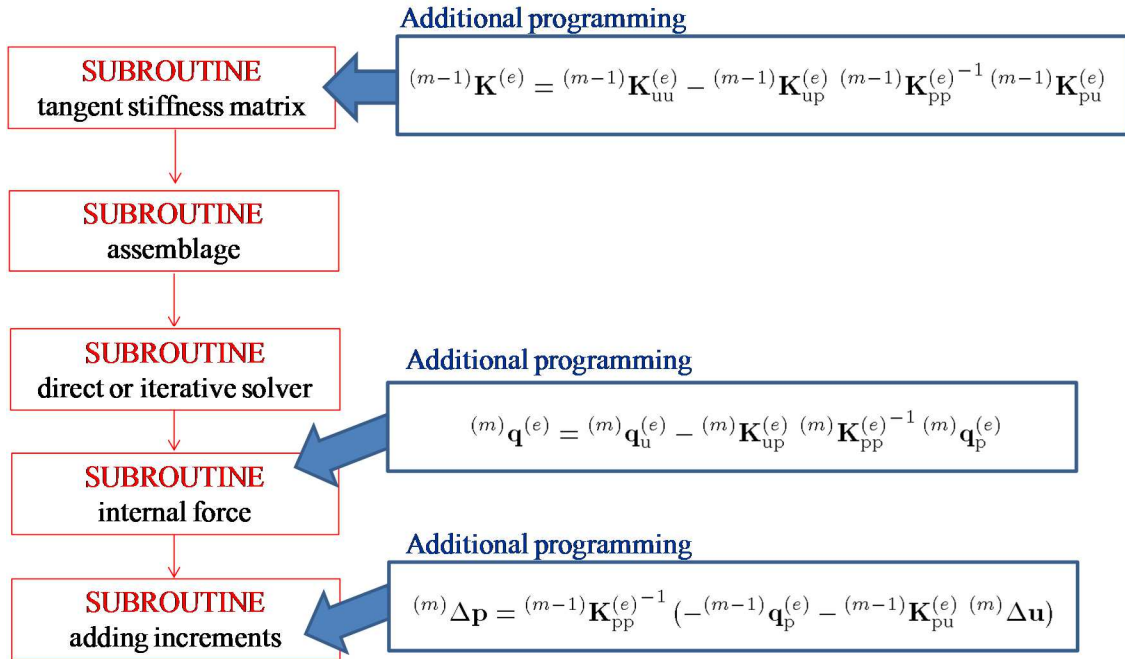 Additional programming
SUBROUTINE
tangent stiffness matrix
⁽ᵐ⁻¹⁾K⁽ᵉ⁾ = ⁽ᵐ⁻¹⁾K_uu⁽ᵉ⁾ − ⁽ᵐ⁻¹⁾K_up⁽ᵉ⁾ ⁽ᵐ⁻¹⁾K_pp⁽ᵉ⁾⁻¹ ⁽ᵐ⁻¹⁾K_pu⁽ᵉ⁾
SUBROUTINE
assemblage
SUBROUTINE
direct or iterative solver
Additional programming
⁽ᵐ⁾q⁽ᵉ⁾ = ⁽ᵐ⁾q_u⁽ᵉ⁾ − ⁽ᵐ⁾K_up⁽ᵉ⁾ ⁽ᵐ⁾K_pp⁽ᵉ⁾⁻¹ ⁽ᵐ⁾q_p⁽ᵉ⁾
SUBROUTINE
internal force
Additional programming
SUBROUTINE
adding increments
⁽ᵐ⁾Δp = ⁽ᵐ⁻¹⁾K_pp⁽ᵉ⁾⁻¹ (−⁽ᵐ⁻¹⁾q_p⁽ᵉ⁾ − ⁽ᵐ⁻¹⁾K_pu⁽ᵉ⁾ ⁽ᵐ⁾Δu)